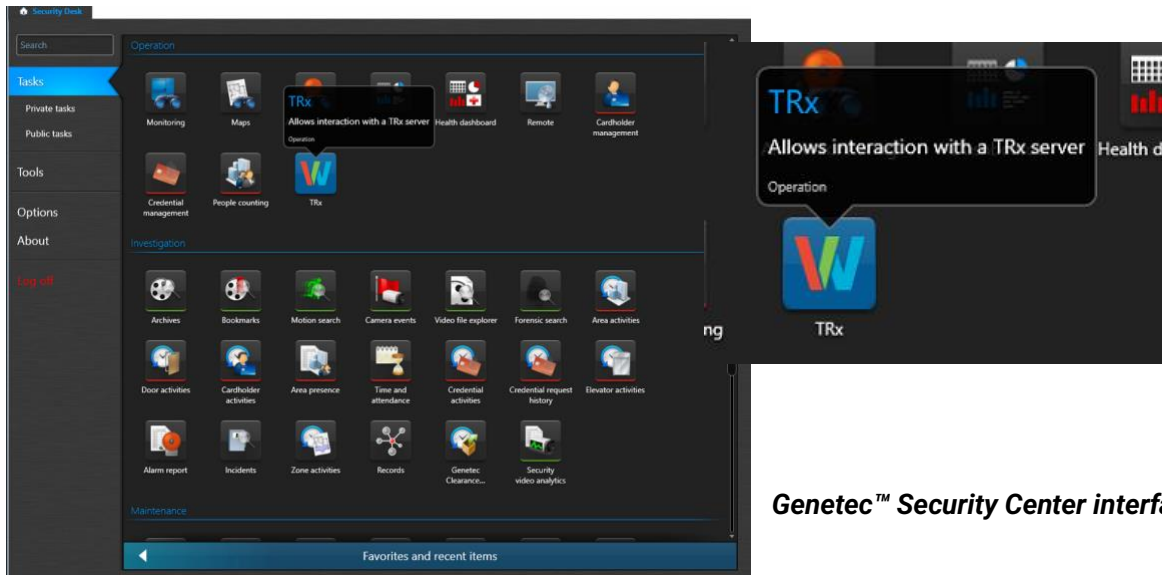 Security Desk
Search
Tasks
Private tasks
Public tasks
Tools
Options
About
Log off
Operation
Monitoring
Maps
TRx
Allows interaction with a TRx server
Operation
Health dashboard
Remote
Cardholder
management
Credential
management
People counting
TRx
Investigation
Archives
Bookmarks
Motion search
Camera events
Video file explorer
Forensic search
Area activities
Door activities
Cardholder
activities
Area presence
Time and
attendance
Credential
activities
Credential request
history
Elevator activities
Alarm report
Incidents
Zone activities
Records
Genetec
Clearance...
Security
video analytics
Maintenance
Favorites and recent items
TRx
Allows interaction with a TRx server
Operation
Health d
ng
TRx
Genetec™ Security Center interfa